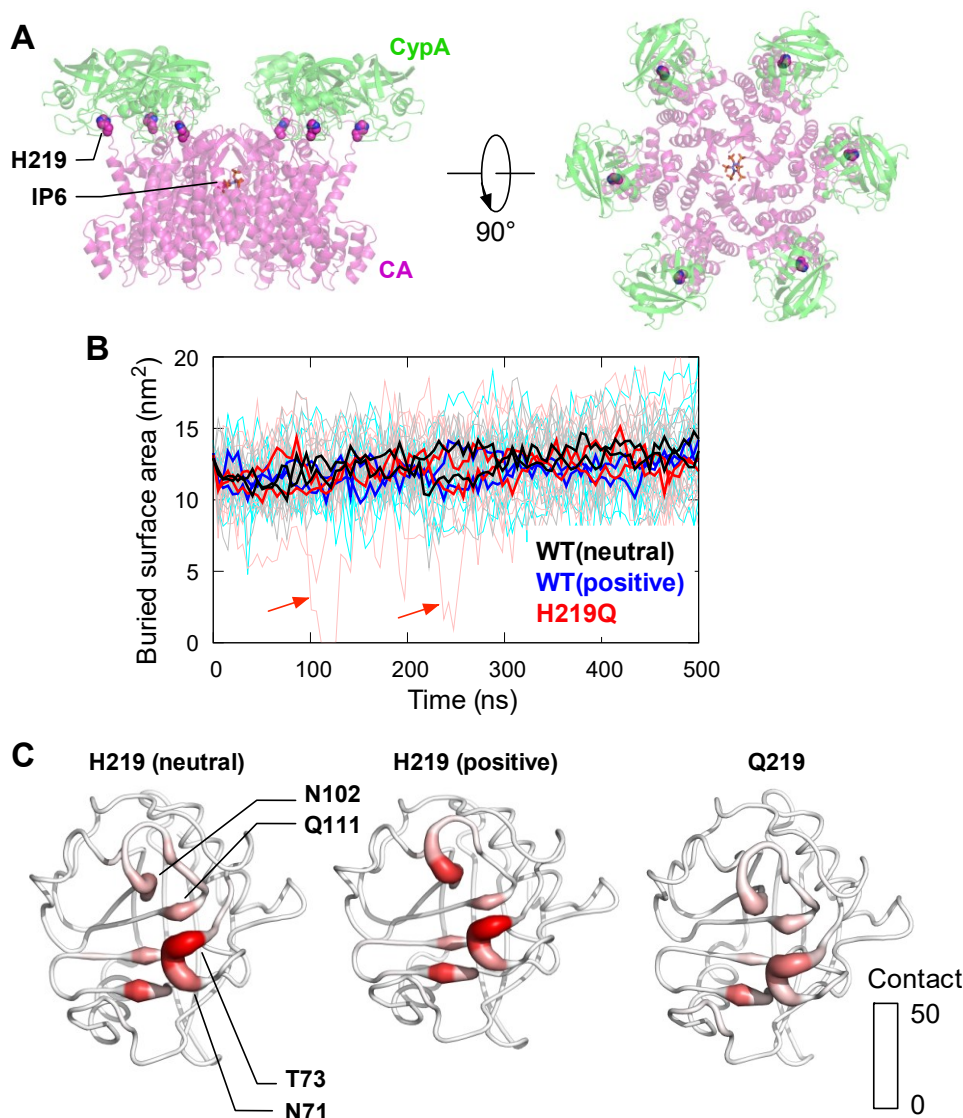 A
CypA
H219
IP6
CA
90°
B
Buried surface area (nm²)
20
15
10
5
0
WT(neutral)
WT(positive)
H219Q
0 100 200 300 400 500
Time (ns)
C
H219 (neutral)
H219 (positive)
Q219
N102
Q111
T73
N71
Contact
50
0